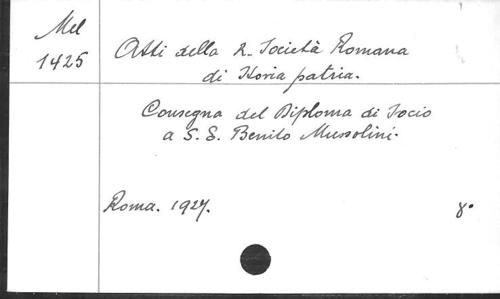 Mel
1425
Atti della R. Società Romana
di Storia patria.
Consegna del Diploma di Socio
a S. E. Benito Mussolini.
Roma. 1927.
8°